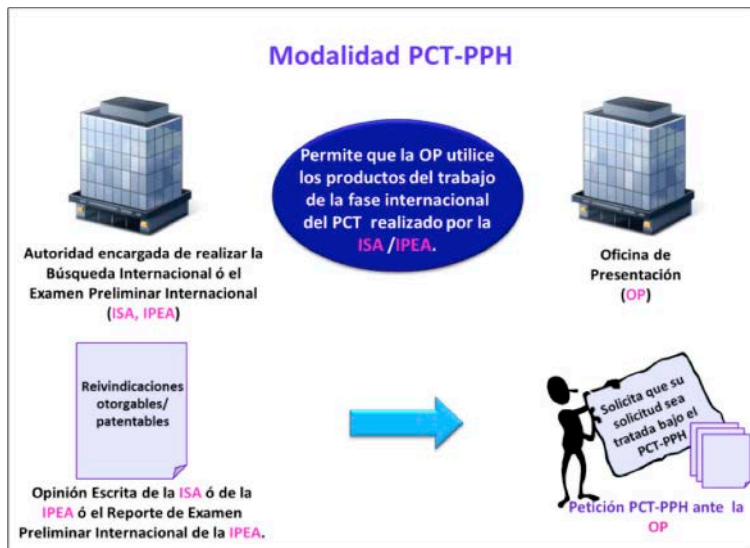 Modalidad PCT-PPH
Permite que la OP utilice
los productos del trabajo
de la fase internacional
del PCT realizado por la
ISA /IPEA.
Autoridad encargada de realizar la
Búsqueda Internacional ó el
Examen Preliminar Internacional
(ISA, IPEA)
Oficina de
Presentación
(OP)
Reivindicaciones
otorgables/
patentables
Opinión Escrita de la ISA ó de la
IPEA ó el Reporte de Examen
Preliminar Internacional de la IPEA.
Solicita que su
solicitud sea
tratada bajo el
PCT-PPH
Petición PCT-PPH ante la
OP